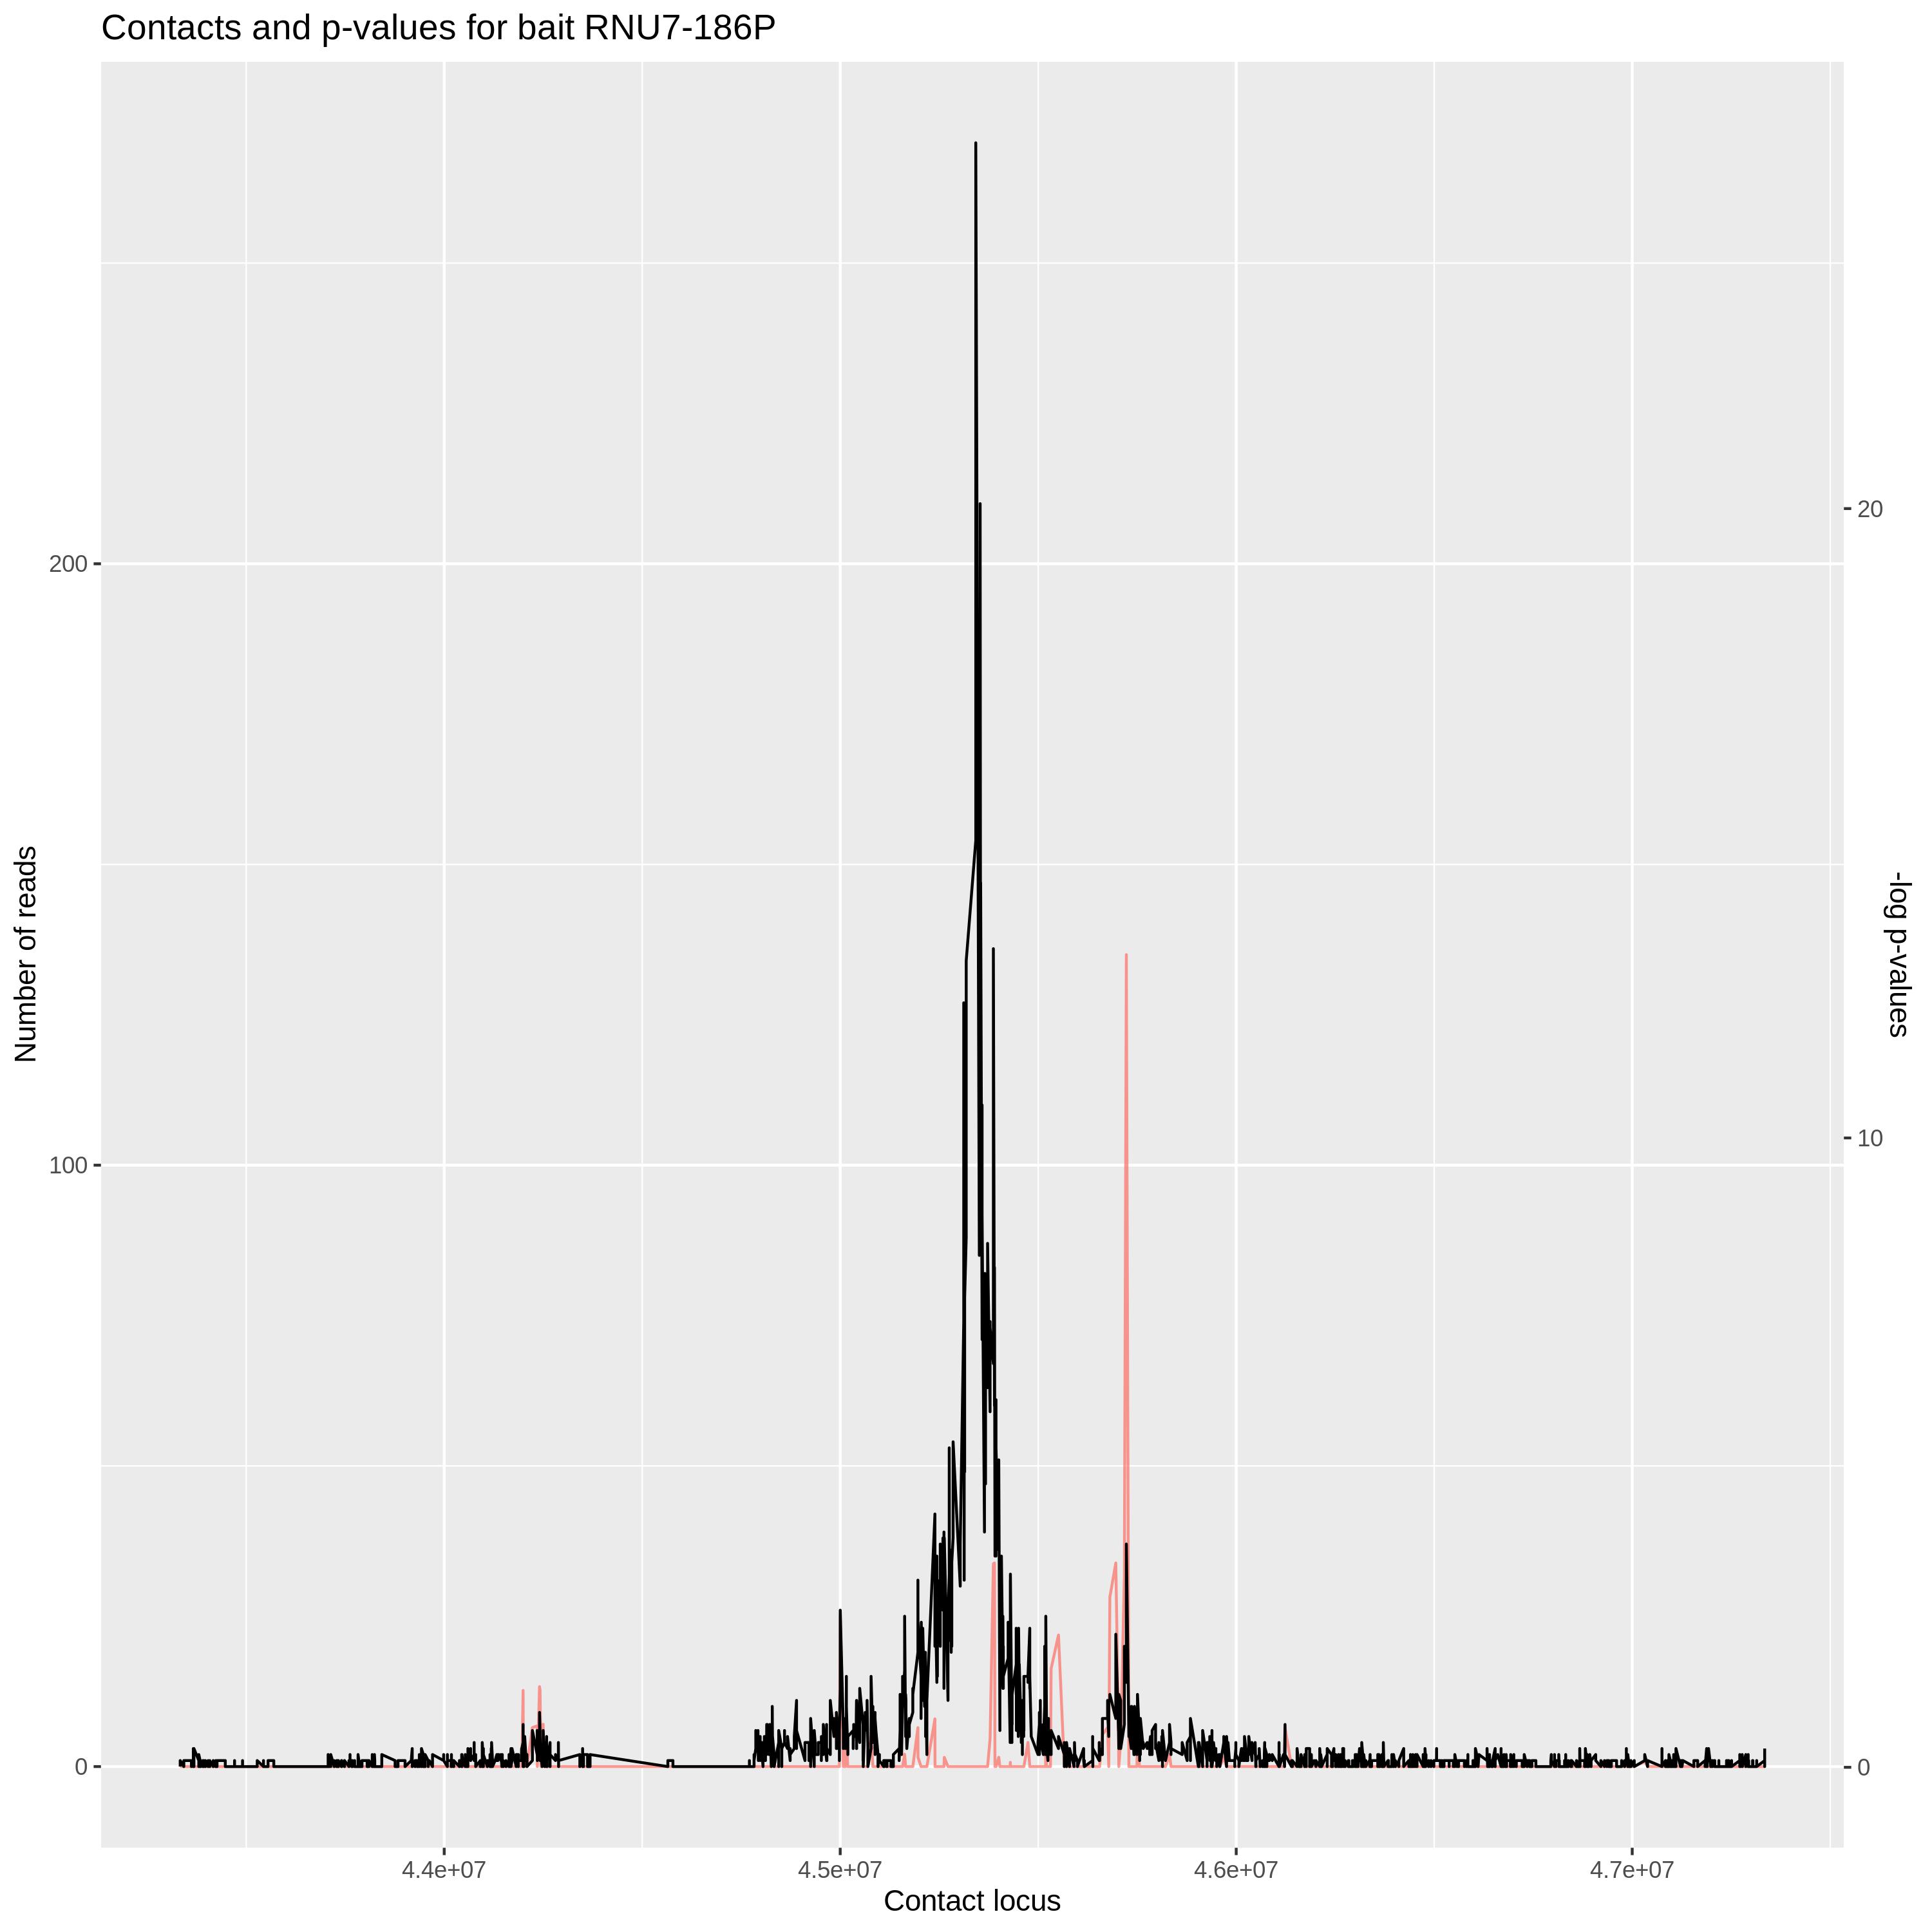 Contacts and p-values for bait RNU7-186P
Number of reads
200
100
0
20
10
0
-log p-values
4.4e+07
4.5e+07
4.6e+07
4.7e+07
Contact locus